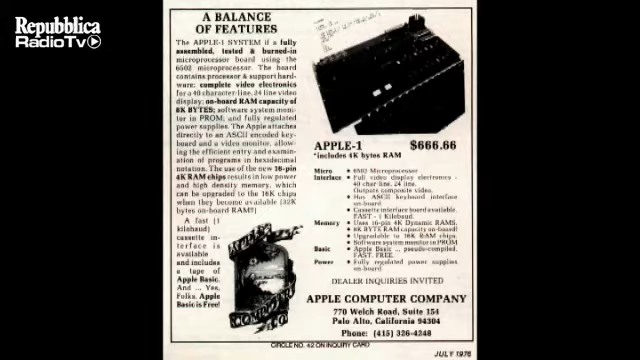 Repubblica
RadioTv
A BALANCE
OF FEATURES
The APPLE-1 SYSTEM if a fully
assembled, tested & burned-in
microprocessor board using the
6502 microprocessor. The board
contains processor & support hard-
ware; complete video electronics
for a 40 character-line, 24 line video
display; on-board RAM capacity of
8K BYTES; software system moni-
tor in PROM; and fully regulated
power supplies. The Apple attaches
directly to an ASCII encoded key-
board and a video monitor, allow-
ing the efficient entry and examin-
ation of programs in hexidecimal
notation. The use of the new 16-pin
4K RAM chips results in low power
and high density memory, which
can be upgraded to the 16K chips
when they become available (32K
bytes on-board RAM!!)
A fast (1
kilobaud)
cassette in-
terface is
available
and includes
a tape of
Apple Basic.
And ... Yes,
Folks, Apple
Basic is Free!
APPLE COMPUTER CO
APPLE-1 $666.66
*includes 4K bytes RAM
Micro • 6502 Microprocessor
Interface • Full video display electronics -
40 char-line, 24 line.
Outputs composite video.
• Has ASCII keyboard interface
on-board.
• Cassette interface board available.
FAST - 1 Kilobaud.
Memory • Uses 16-pin 4K Dynamic RAMS.
• 8K BYTE RAM capacity on-board!
• Upgradable to 16K RAM chips.
• Software system monitor in PROM
Basic • Apple Basic ... pseudo-compiled.
FAST. FREE.
Power • Fully regulated power supplies
on-board.
DEALER INQUIRIES INVITED
APPLE COMPUTER COMPANY
770 Welch Road, Suite 154
Palo Alto, California 94304
Phone: (415) 326-4248
CIRCLE NO. 42 ON INQUIRY CARD
JULY 1976